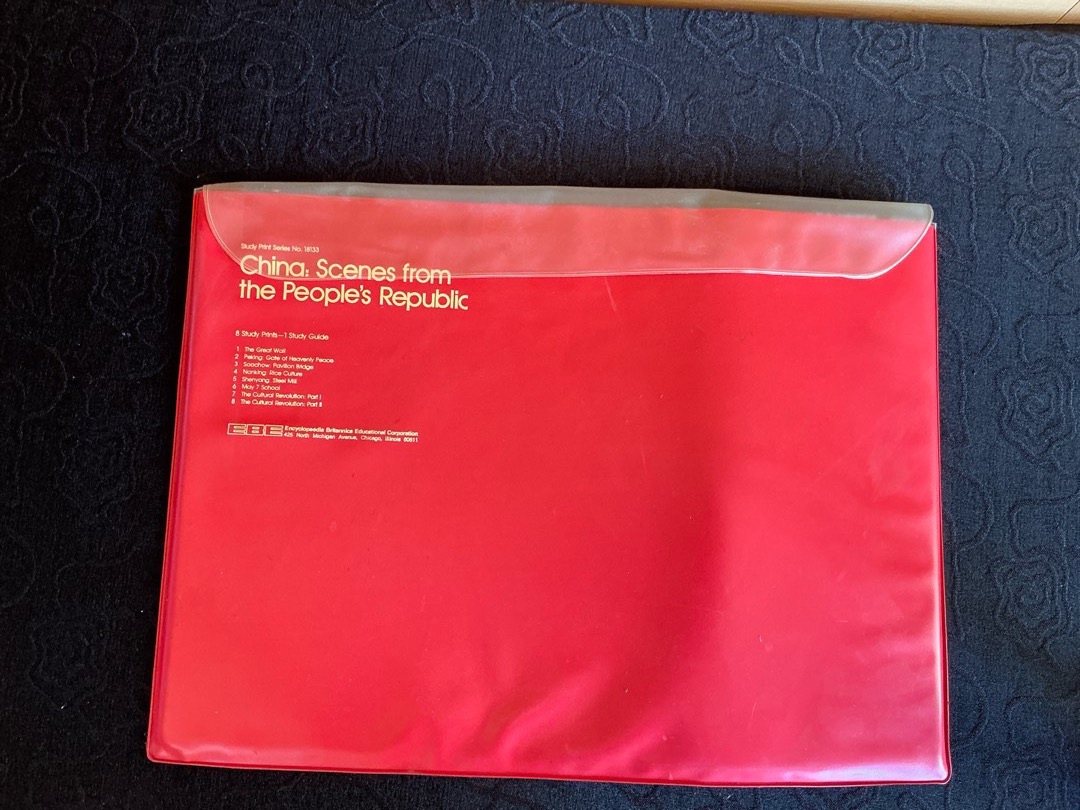 Study Print Series No. 18153
China: Scenes from
the People's Republic
8 Study Prints—1 Study Guide
1 The Great Wall
2 Peking: Gate of Heavenly Peace
3 Soochow: Pavilion Bridge
4 Nanking: Rice Culture
5 Shenyang: Steel Mill
6 May 7 School
7 The Cultural Revolution: Part I
8 The Cultural Revolution: Part II
EBE Encyclopaedia Britannica Educational Corporation
425 North Michigan Avenue, Chicago, Illinois 60611